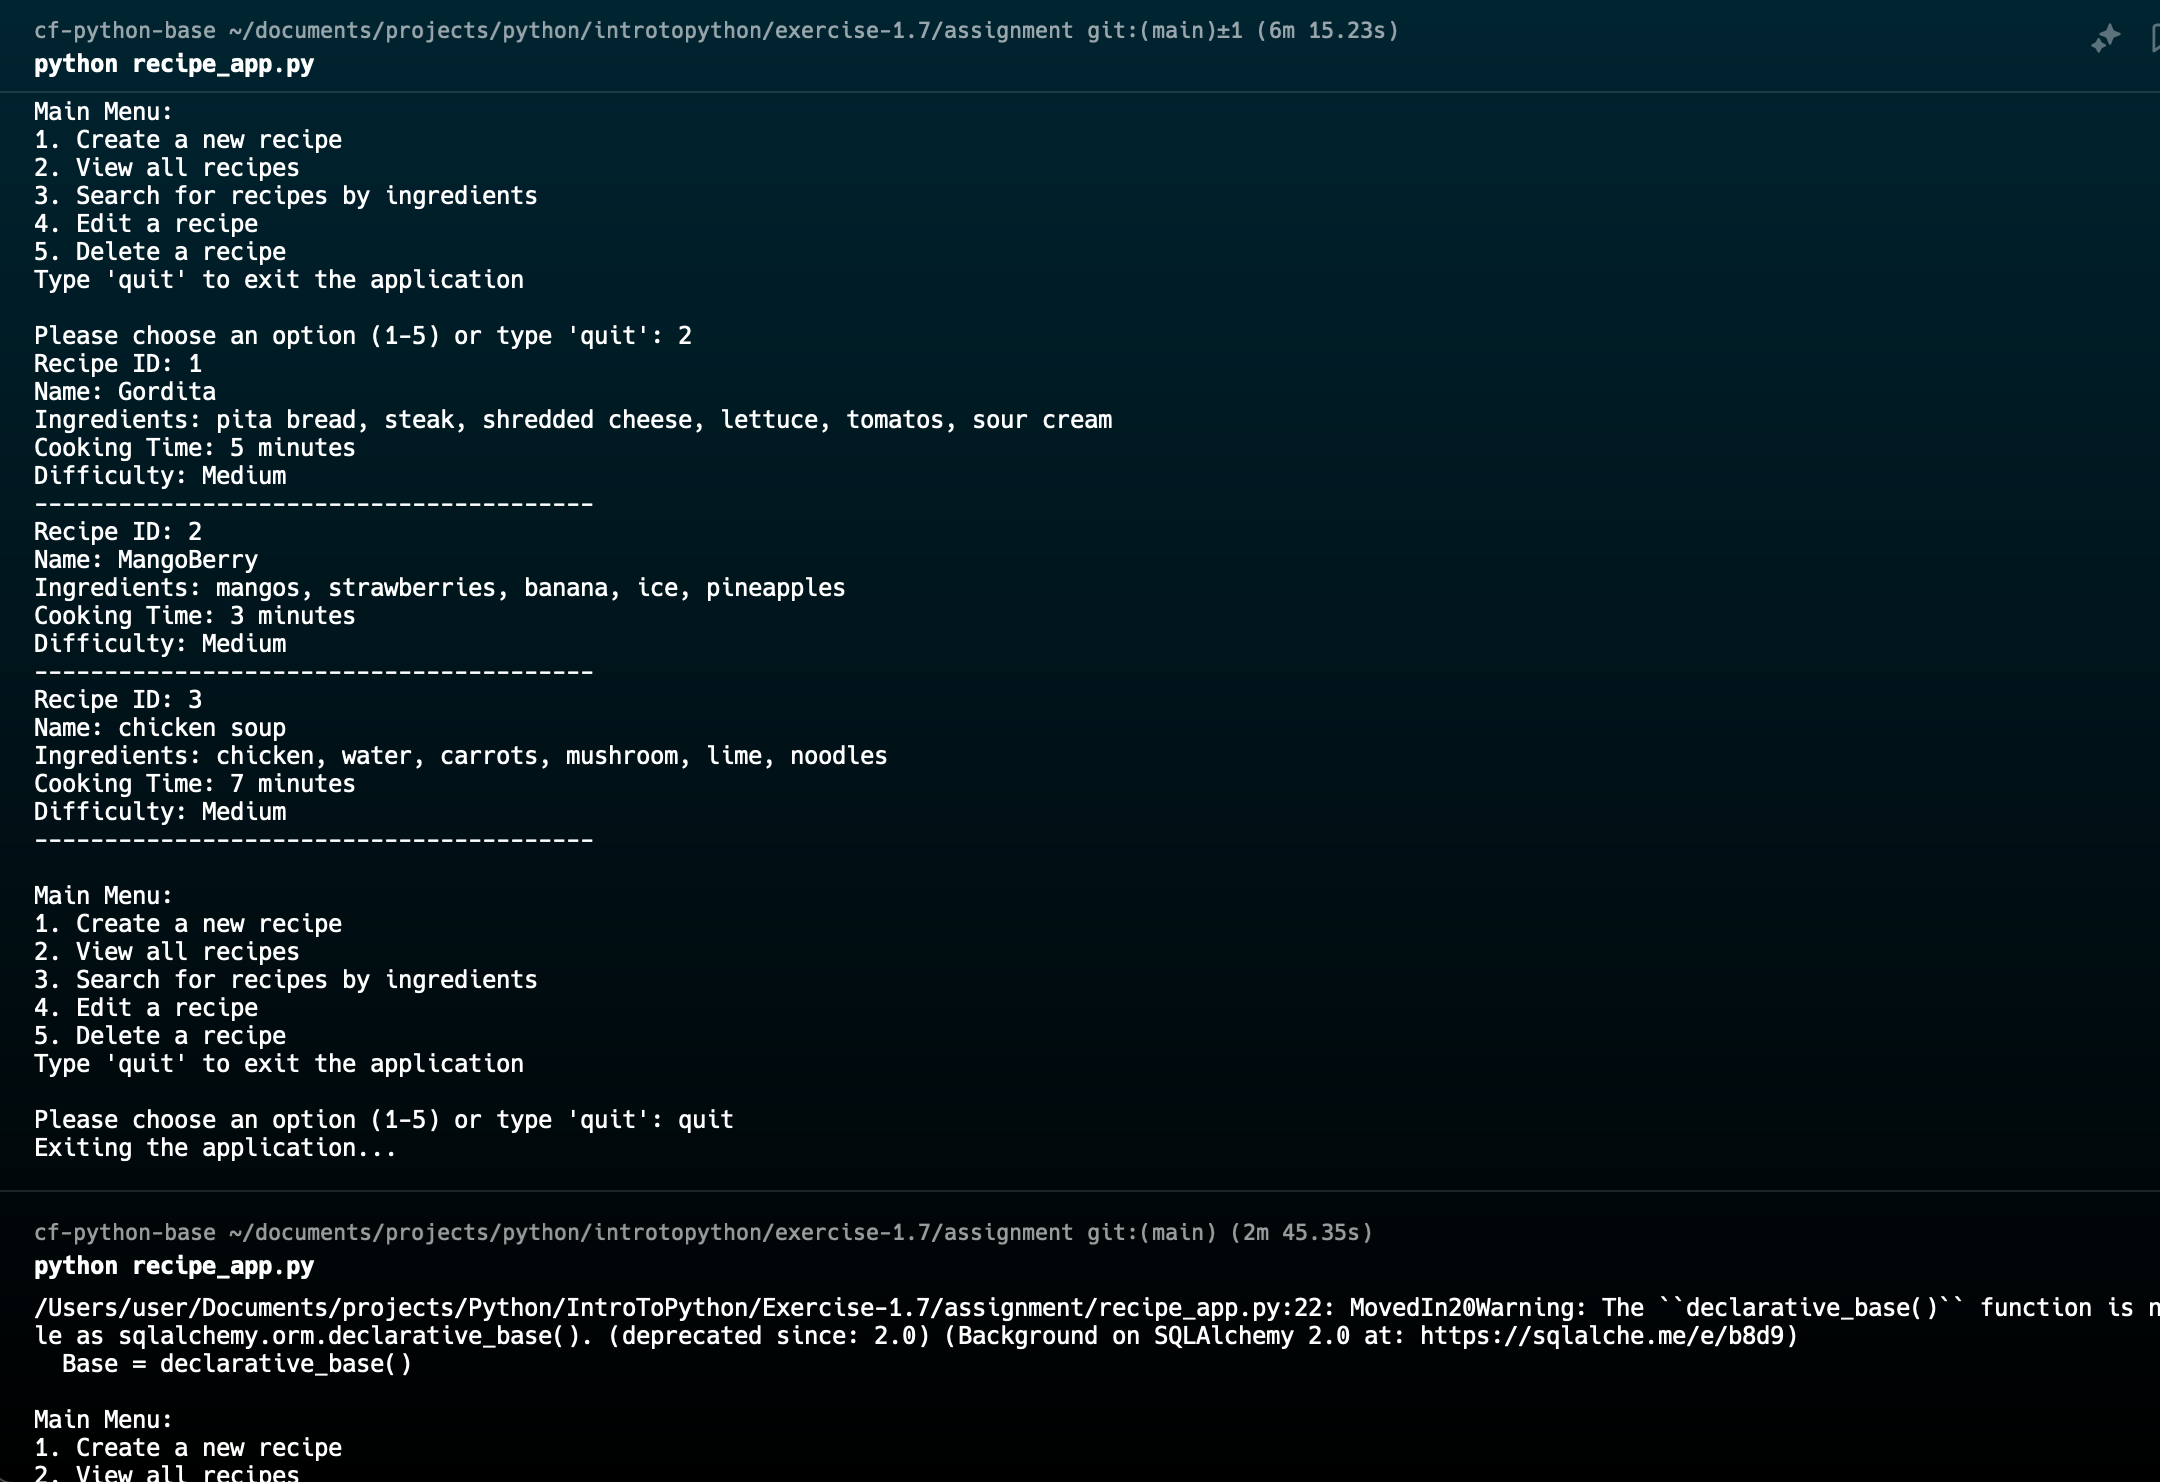 cf-python-base ~/documents/projects/python/introtopython/exercise-1.7/assignment git:(main)±1 (6m 15.23s)
python recipe_app.py
Main Menu:
1. Create a new recipe
2. View all recipes
3. Search for recipes by ingredients
4. Edit a recipe
5. Delete a recipe
Type 'quit' to exit the application
Please choose an option (1-5) or type 'quit': 2
Recipe ID: 1
Name: Gordita
Ingredients: pita bread, steak, shredded cheese, lettuce, tomatos, sour cream
Cooking Time: 5 minutes
Difficulty: Medium
----------------------------------------
Recipe ID: 2
Name: MangoBerry
Ingredients: mangos, strawberries, banana, ice, pineapples
Cooking Time: 3 minutes
Difficulty: Medium
----------------------------------------
Recipe ID: 3
Name: chicken soup
Ingredients: chicken, water, carrots, mushroom, lime, noodles
Cooking Time: 7 minutes
Difficulty: Medium
----------------------------------------
Main Menu:
1. Create a new recipe
2. View all recipes
3. Search for recipes by ingredients
4. Edit a recipe
5. Delete a recipe
Type 'quit' to exit the application
Please choose an option (1-5) or type 'quit': quit
Exiting the application...
cf-python-base ~/documents/projects/python/introtopython/exercise-1.7/assignment git:(main) (2m 45.35s)
python recipe_app.py
/Users/user/Documents/projects/Python/IntroToPython/Exercise-1.7/assignment/recipe_app.py:22: MovedIn20Warning: The ``declarative_base()`` function is
le as sqlalchemy.orm.declarative_base(). (deprecated since: 2.0) (Background on SQLAlchemy 2.0 at: https://sqlalche.me/e/b8d9)
  Base = declarative_base()
Main Menu:
1. Create a new recipe
2. View all recipes